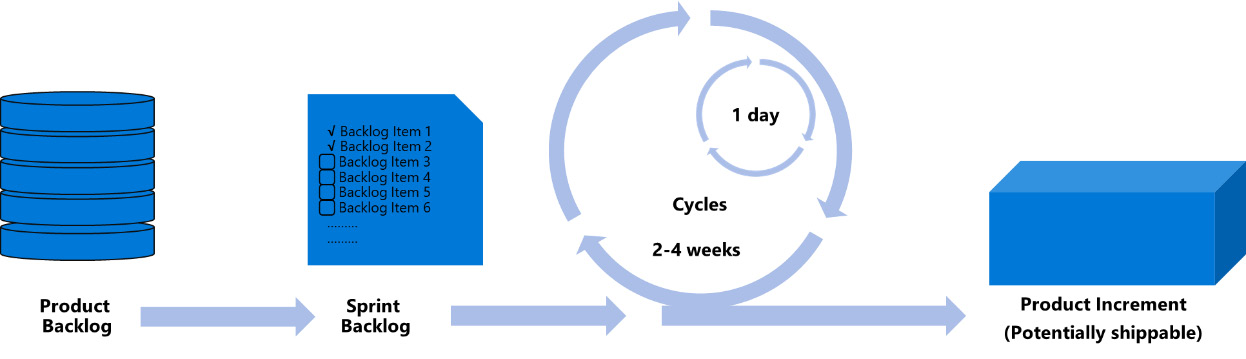 √ Backlog Item 1
√ Backlog Item 2
Backlog Item 3
Backlog Item 4
Backlog Item 5
Backlog Item 6
.........
.........
1 day
Cycles
2-4 weeks
Product
Backlog
Sprint
Backlog
Product Increment
(Potentially shippable)